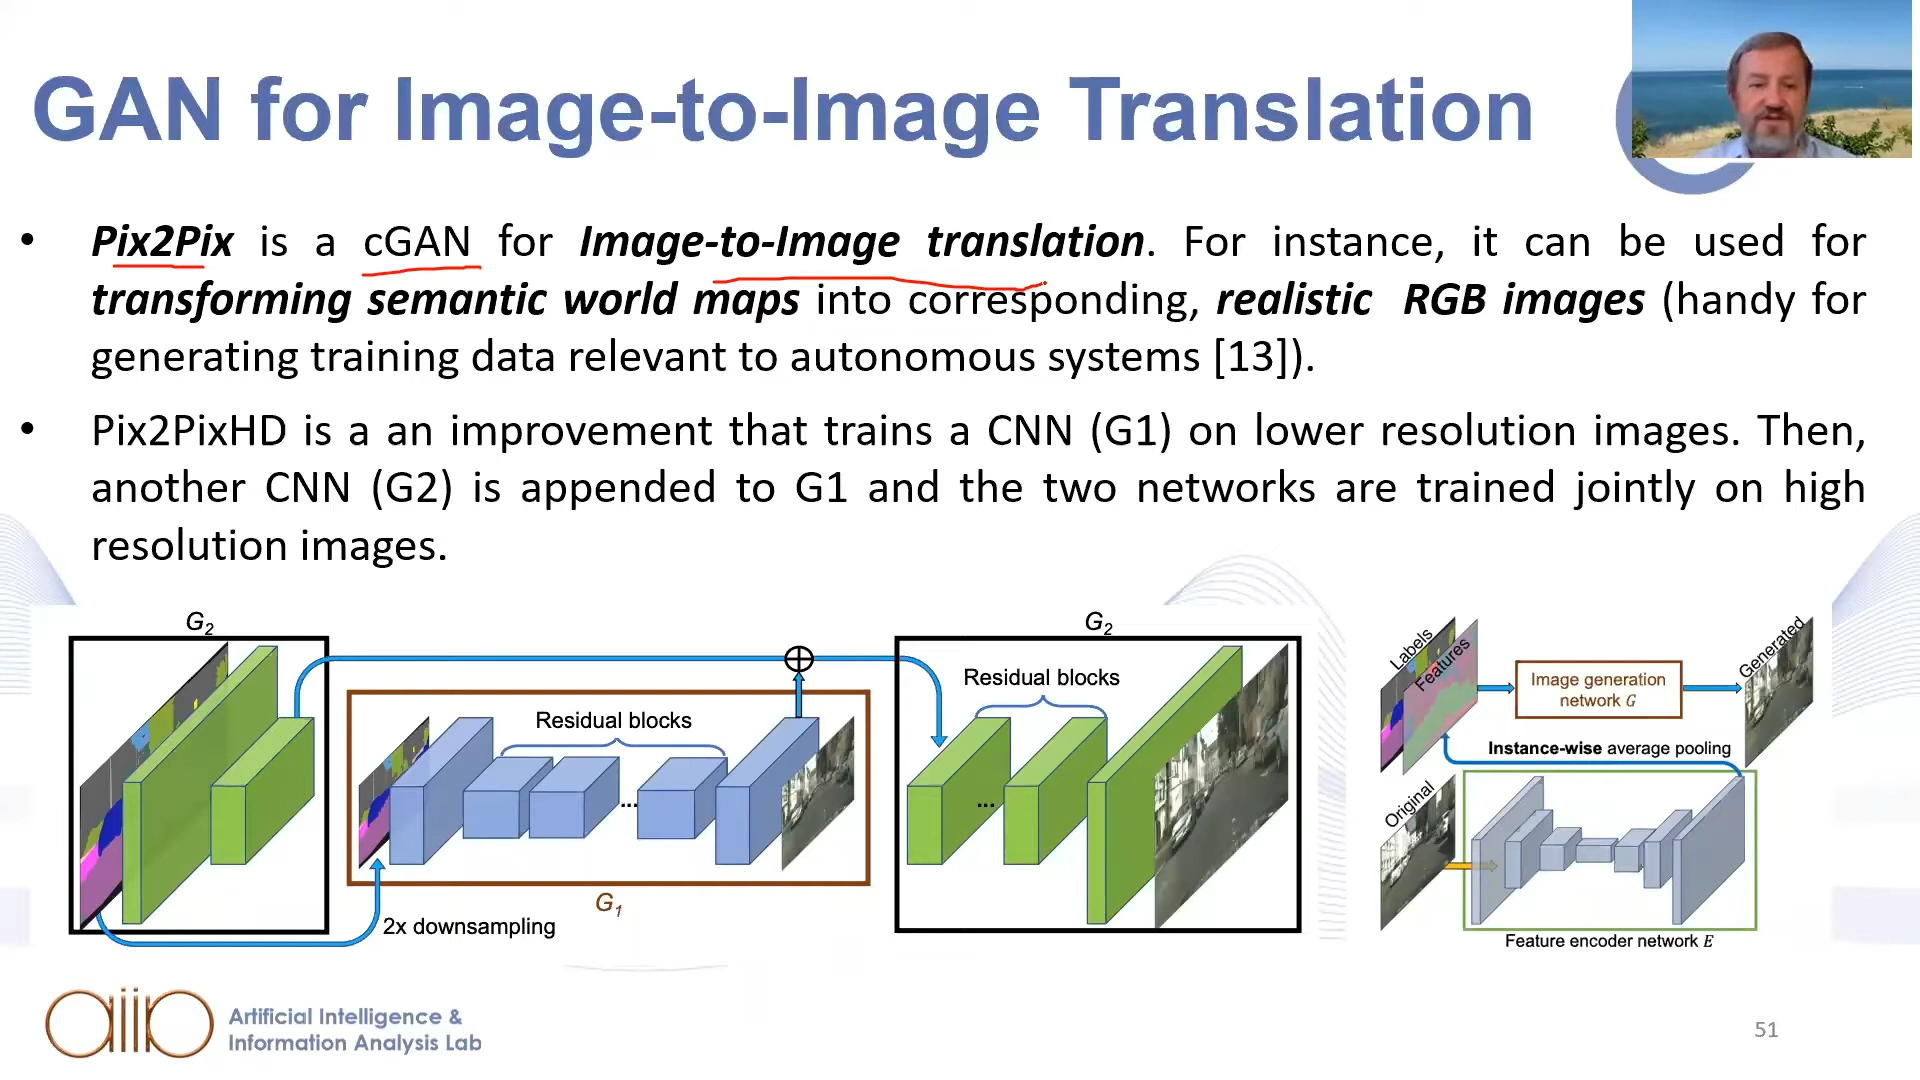 GAN for Image-to-Image Translation
• Pix2Pix is a cGAN for Image-to-Image translation. For instance, it can be used for
transforming semantic world maps into corresponding, realistic RGB images (handy for
generating training data relevant to autonomous systems [13]).
• Pix2PixHD is a an improvement that trains a CNN (G1) on lower resolution images. Then,
another CNN (G2) is appended to G1 and the two networks are trained jointly on high
resolution images.
G2
Residual blocks
...
G1
2x downsampling
G2
Residual blocks
...
Labels
Features
Image generation
network G
Generated
Instance-wise average pooling
Original
Feature encoder network E
aiia
Artificial Intelligence &
Information Analysis Lab
51